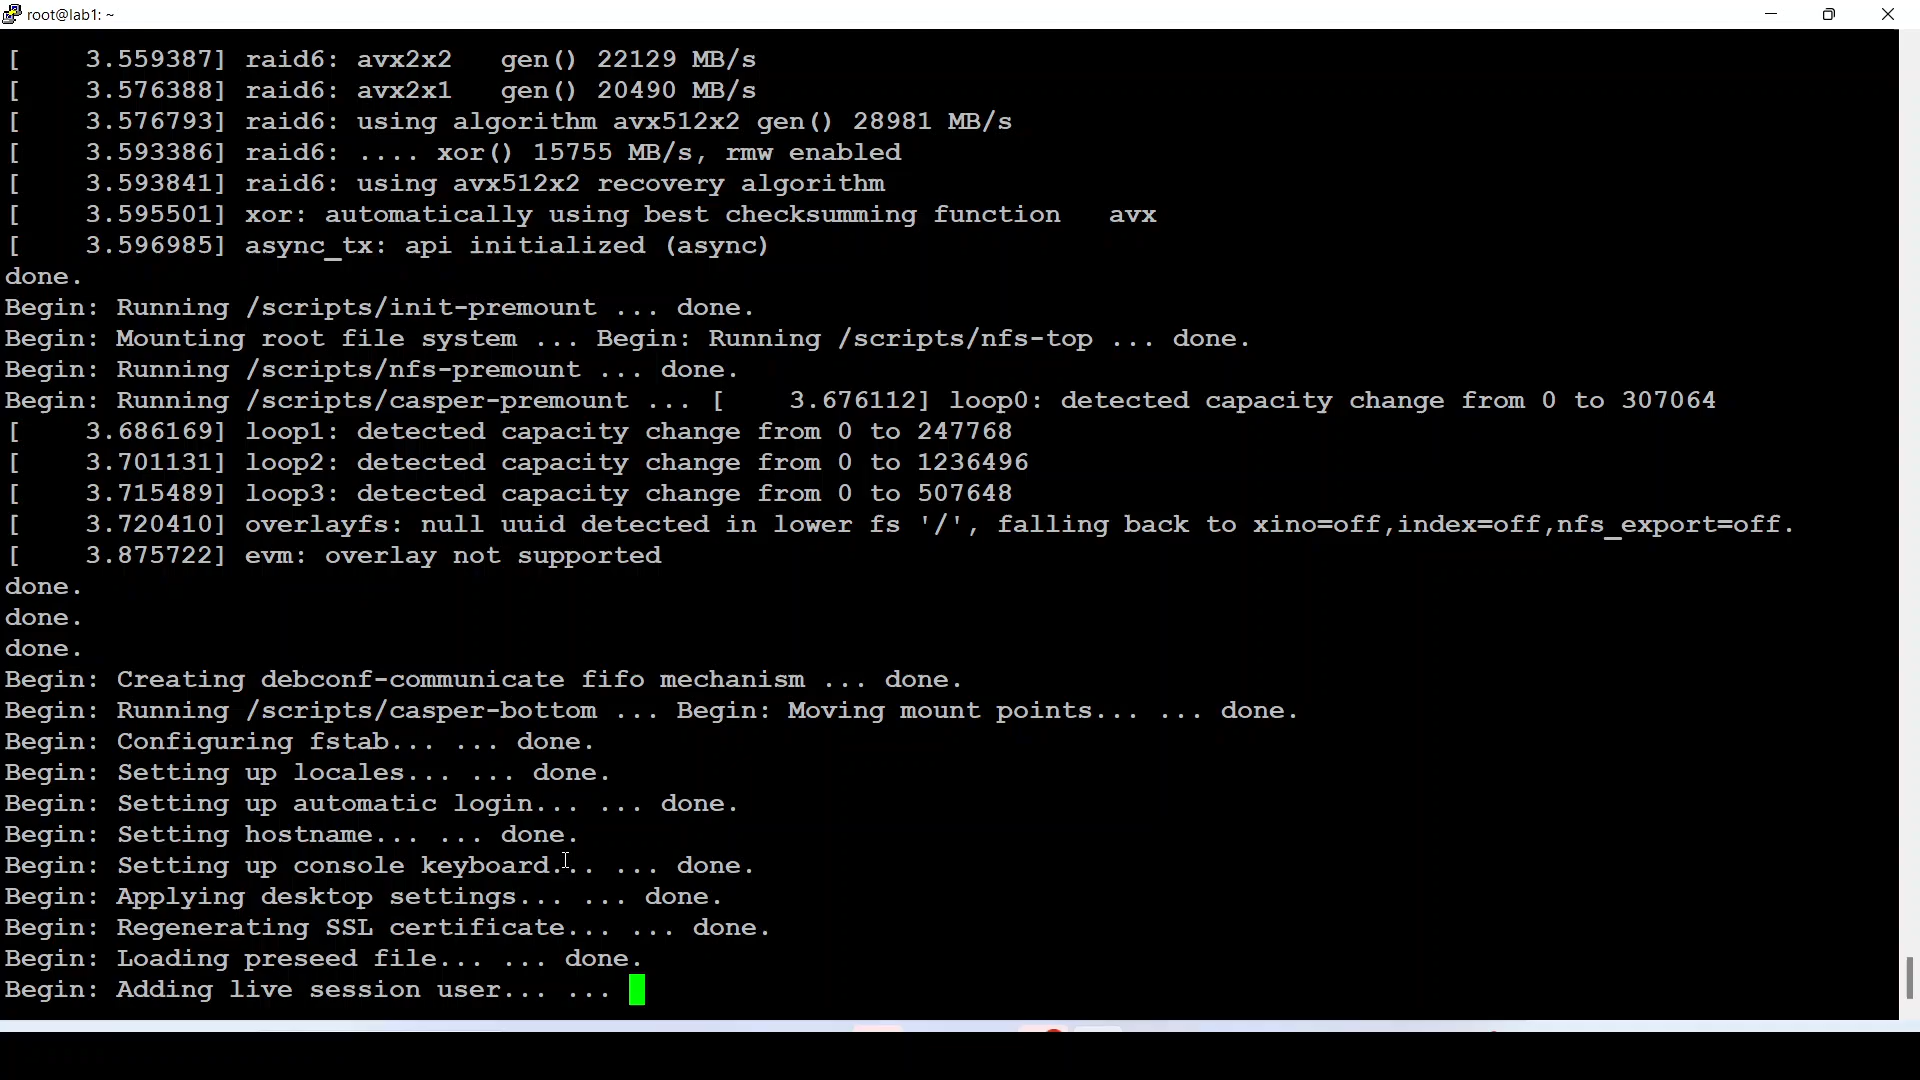 root@lab1: ~
[    3.559387] raid6: avx2x2   gen() 22129 MB/s
[    3.576388] raid6: avx2x1   gen() 20490 MB/s
[    3.576793] raid6: using algorithm avx512x2 gen() 28981 MB/s
[    3.593386] raid6: .... xor() 15755 MB/s, rmw enabled
[    3.593841] raid6: using avx512x2 recovery algorithm
[    3.595501] xor: automatically using best checksumming function   avx
[    3.596985] async_tx: api initialized (async)
done.
Begin: Running /scripts/init-premount ... done.
Begin: Mounting root file system ... Begin: Running /scripts/nfs-top ... done.
Begin: Running /scripts/nfs-premount ... done.
Begin: Running /scripts/casper-premount ... [    3.676112] loop0: detected capacity change from 0 to 307064
[    3.686169] loop1: detected capacity change from 0 to 247768
[    3.701131] loop2: detected capacity change from 0 to 1236496
[    3.715489] loop3: detected capacity change from 0 to 507648
[    3.720410] overlayfs: null uuid detected in lower fs '/', falling back to xino=off,index=off,nfs_export=off.
[    3.875722] evm: overlay not supported
done.
done.
done.
Begin: Creating debconf-communicate fifo mechanism ... done.
Begin: Running /scripts/casper-bottom ... Begin: Moving mount points... ... done.
Begin: Configuring fstab... ... done.
Begin: Setting up locales... ... done.
Begin: Setting up automatic login... ... done.
Begin: Setting hostname... ... done.
Begin: Setting up console keyboard... ... done.
Begin: Applying desktop settings... ... done.
Begin: Regenerating SSL certificate... ... done.
Begin: Loading preseed file... ... done.
Begin: Adding live session user... ...